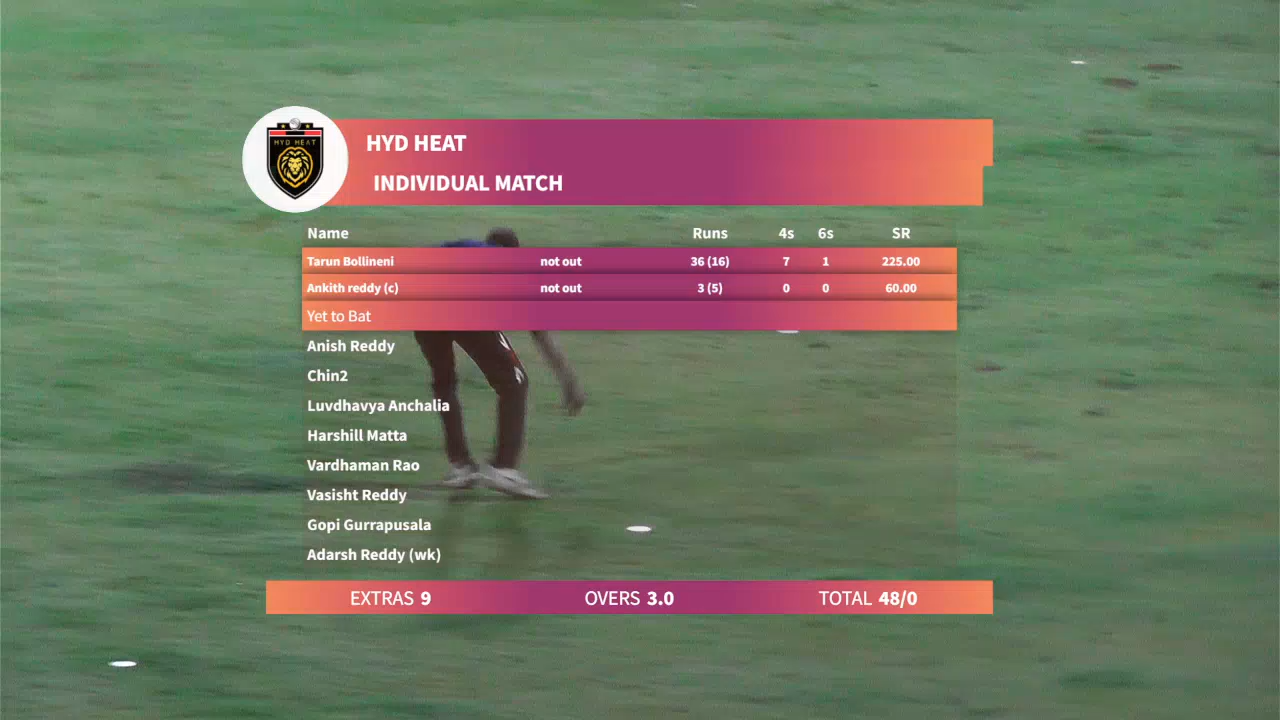 HYD HEAT
HYD HEAT
INDIVIDUAL MATCH
Name Runs 4s 6s SR
Tarun Bollineni not out 36 (16) 7 1 225.00
Ankith reddy (c) not out 3 (5) 0 0 60.00
Yet to Bat
Anish Reddy
Chin2
Luvdhavya Anchalia
Harshill Matta
Vardhaman Rao
Vasisht Reddy
Gopi Gurrapusala
Adarsh Reddy (wk)
EXTRAS 9 OVERS 3.0 TOTAL 48/0